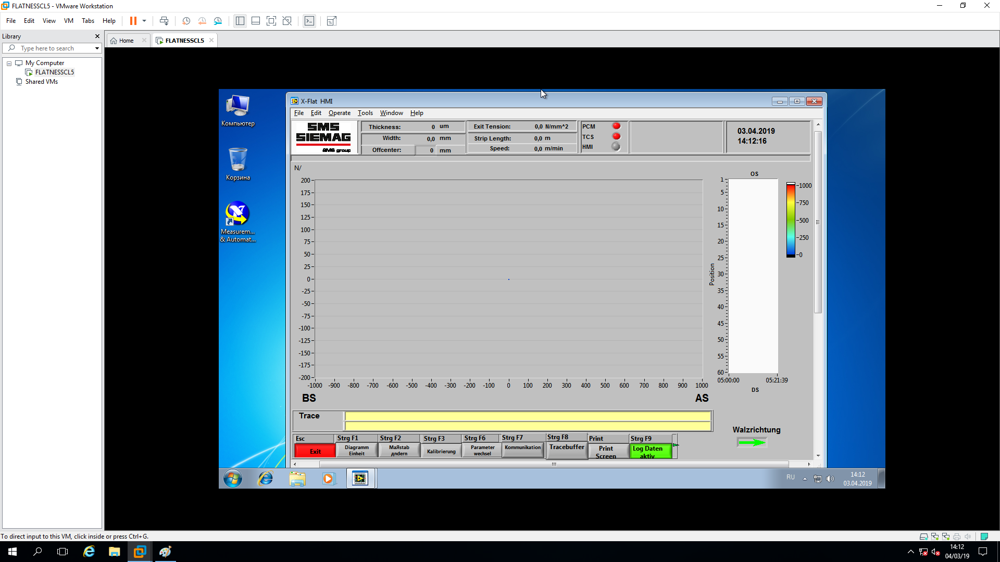 FLATNESSCL5 - VMware Workstation
File Edit View VM Tabs Help
Library
Type here to search
My Computer
FLATNESSCL5
Shared VMs
Home
FLATNESSCL5
Компьютер
Корзина
Measurem...
& Automat...
X-Flat HMI
File Edit Operate Tools Window Help
SMS
SIEMAG
SMS group
Thickness: 0 um
Width: 0,0 mm
Offcenter: 0 mm
Exit Tension: 0,0 N/mm^2
Strip Length: 0,0 m
Speed: 0,0 m/min
PCM
TCS
HMI
03.04.2019
14:12:16
N/
200
175
150
125
100
75
50
25
0
-25
-50
-75
-100
-125
-150
-175
-200
-1000 -900 -800 -700 -600 -500 -400 -300 -200 -100 0 100 200 300 400 500 600 700 800 900 1000
BS AS
OS
Position
1
5
10
15
20
25
30
35
40
45
50
55
60
05:00:00 05:21:39
DS
1000
750
500
250
0
Trace
Walzrichtung
Esc
Exit
Strg F1
Diagramm
Einheit
Strg F2
MaЯstab
дndern
Strg F3
Kalibrierung
Strg F6
Parameter
wechsel
Strg F7
Kommunikation
Strg F8
Tracebuffer
Print
Print
Screen
Strg F9
Log Daten
aktiv
RU
14:12
03.04.2019
To direct input to this VM, click inside or press Ctrl+G.
14:12
04/03/19